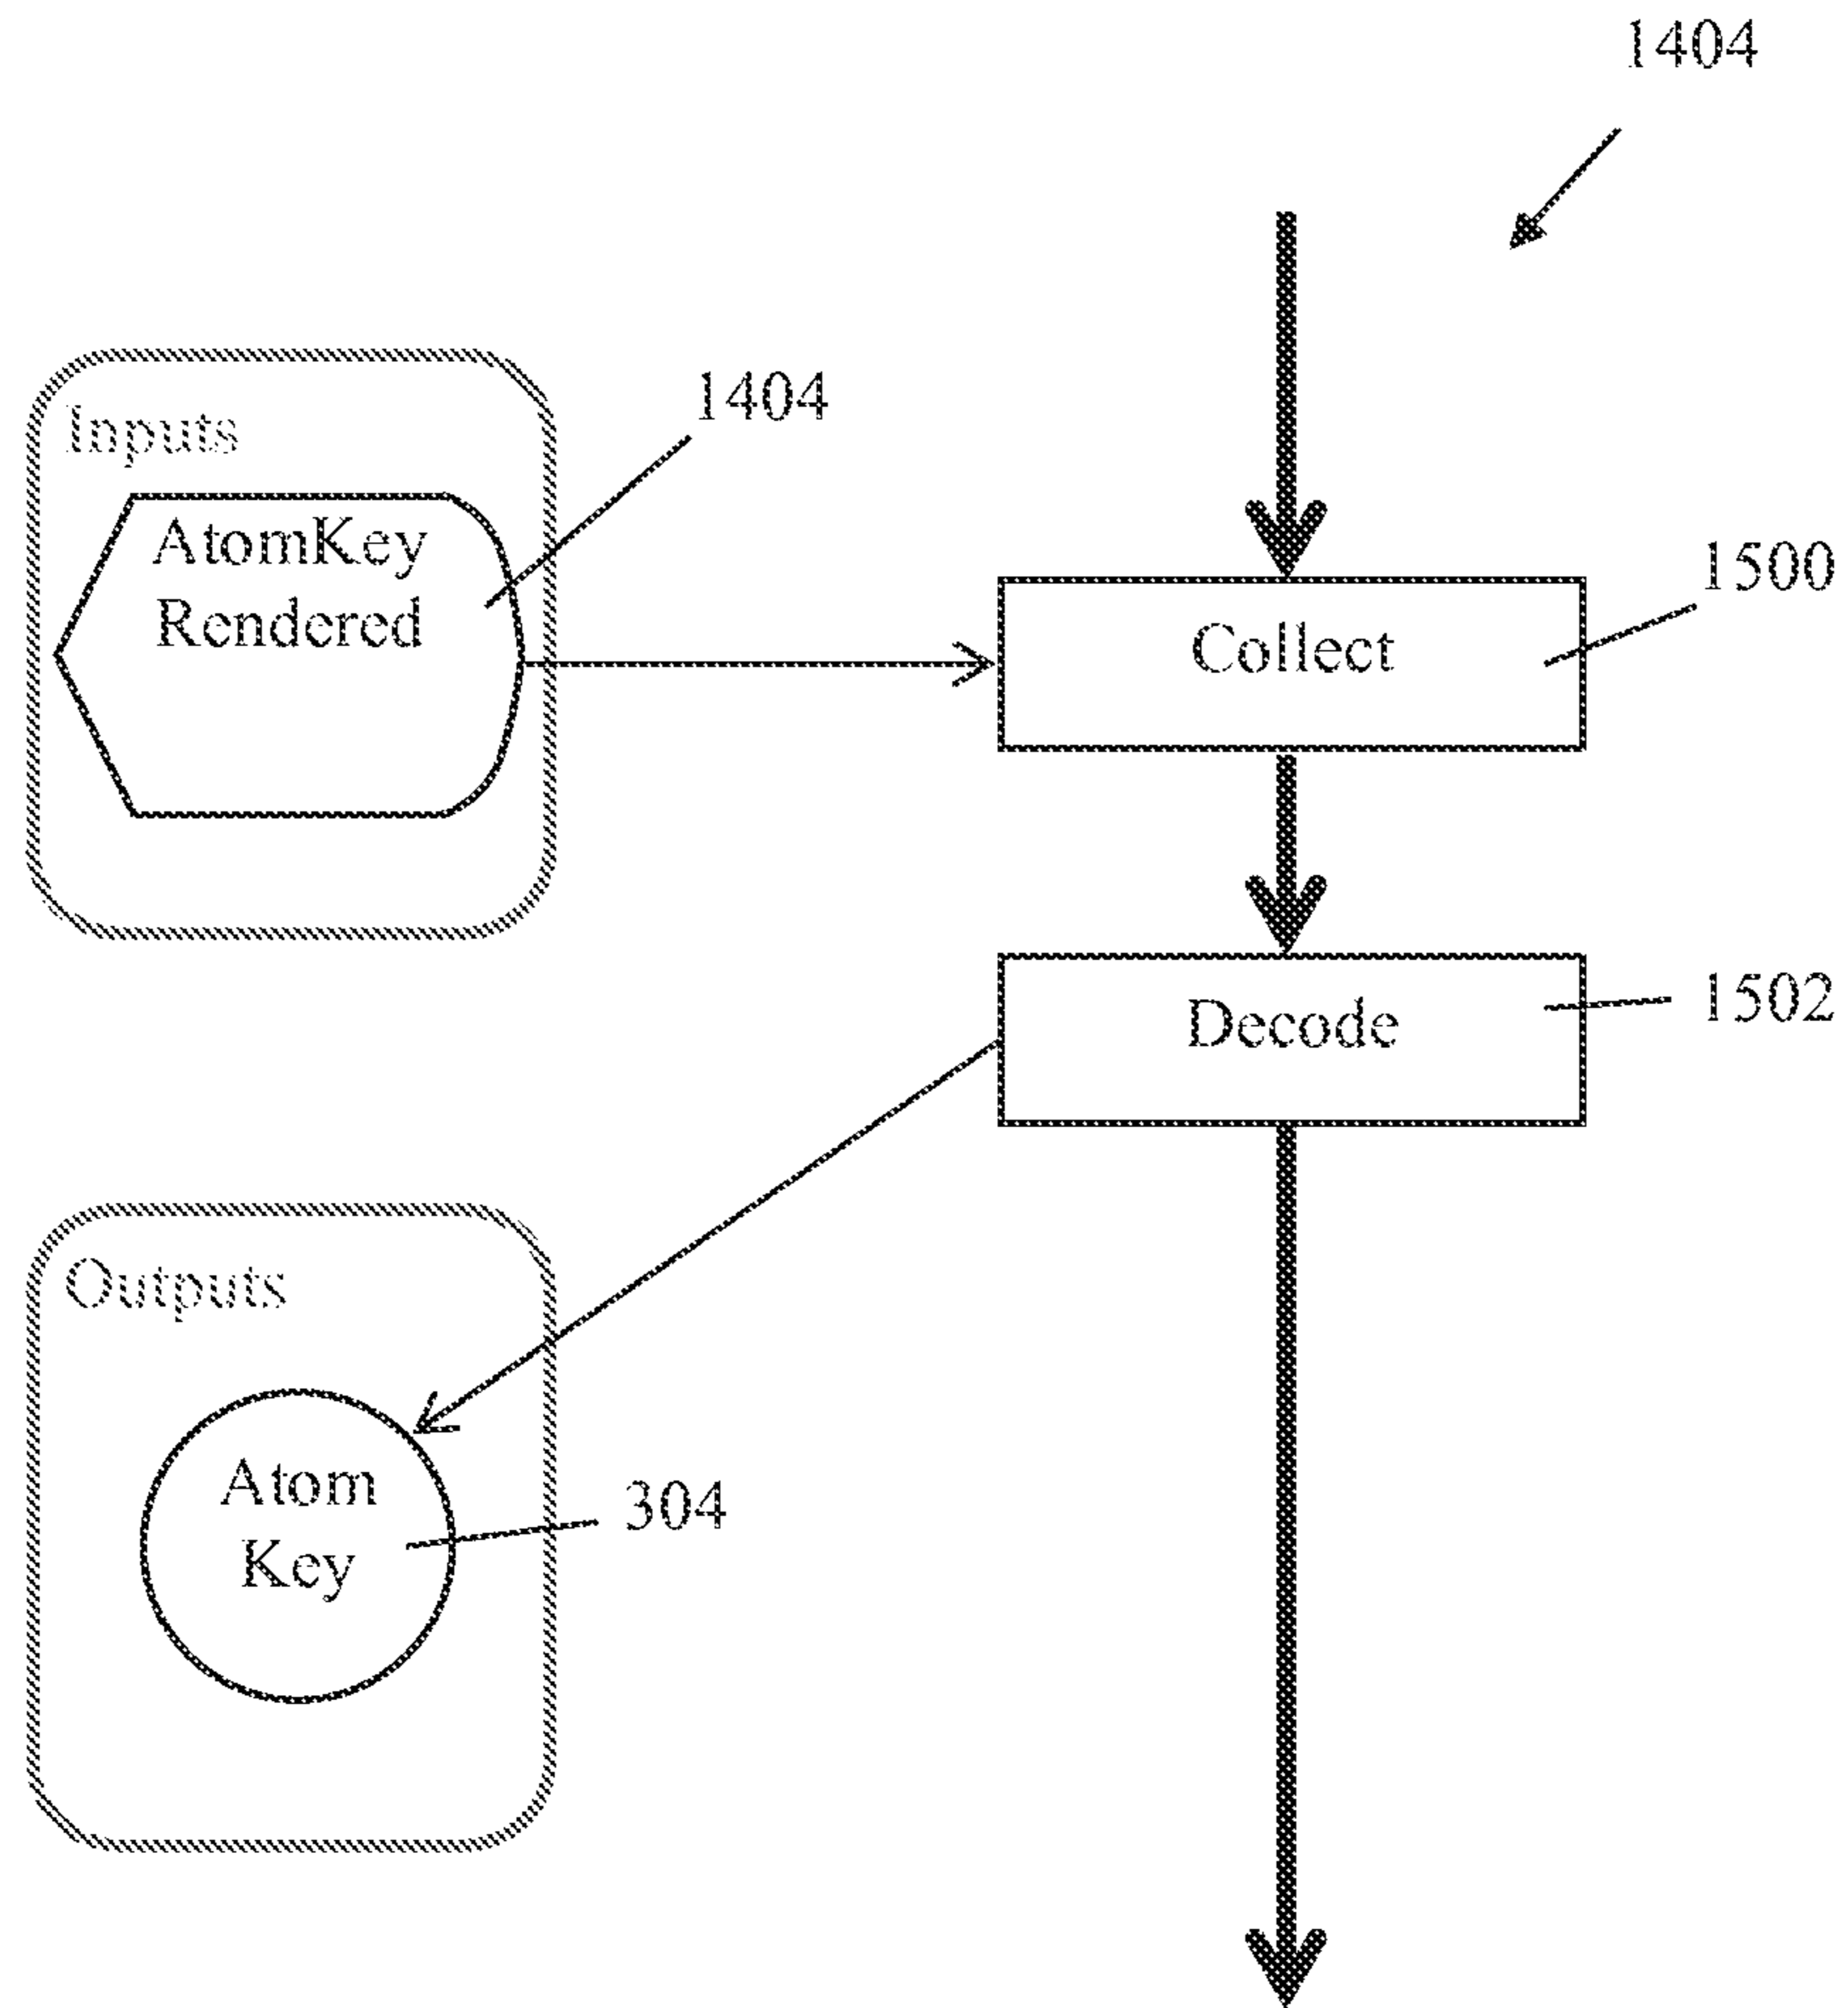 1404
Inputs
1404
AtomKey
Rendered
1500
Collect
1502
Decode
Outputs
Atom
Key
304